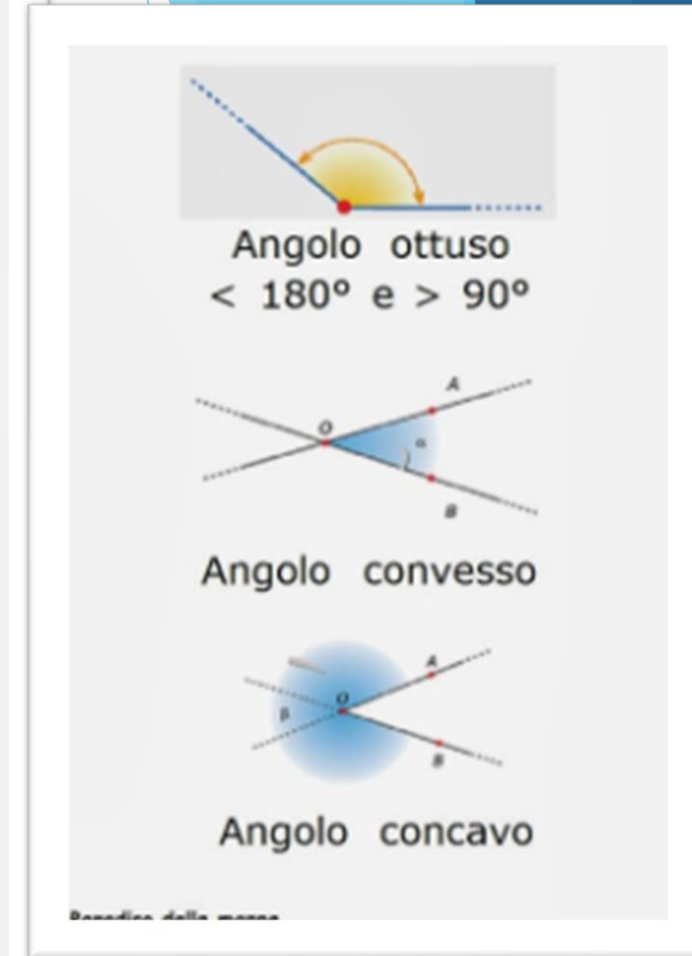 Angolo ottuso
< 180° e > 90°
A
O
α
B
Angolo convesso
A
O
β
B
Angolo concavo